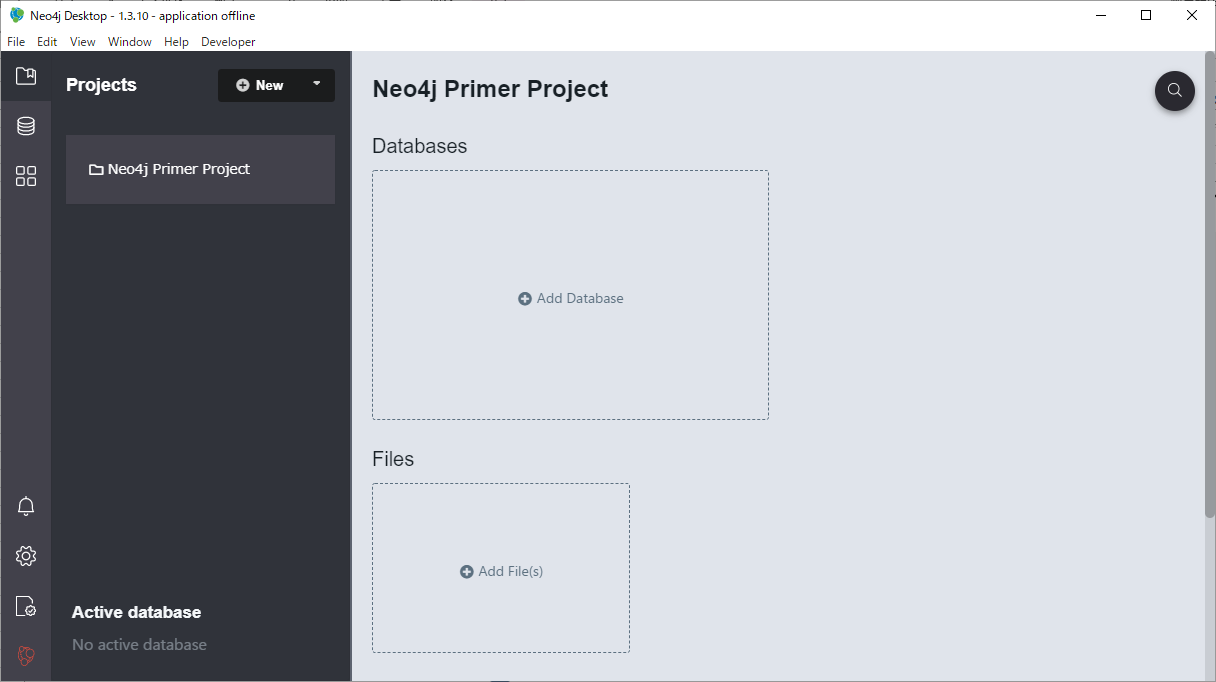 Neo4j Desktop - 1.3.10 - application offline
File Edit View Window Help Developer
Projects
New
Neo4j Primer Project
Active database
No active database
Neo4j Primer Project
Databases
Add Database
Files
Add File(s)